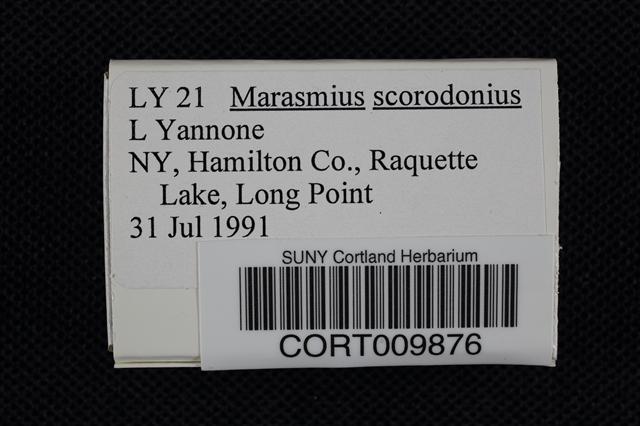 LY 21 Marasmius scorodonius
L Yannone
NY, Hamilton Co., Raquette
Lake, Long Point
31 Jul 1991
SUNY Cortland Herbarium
CORT009876